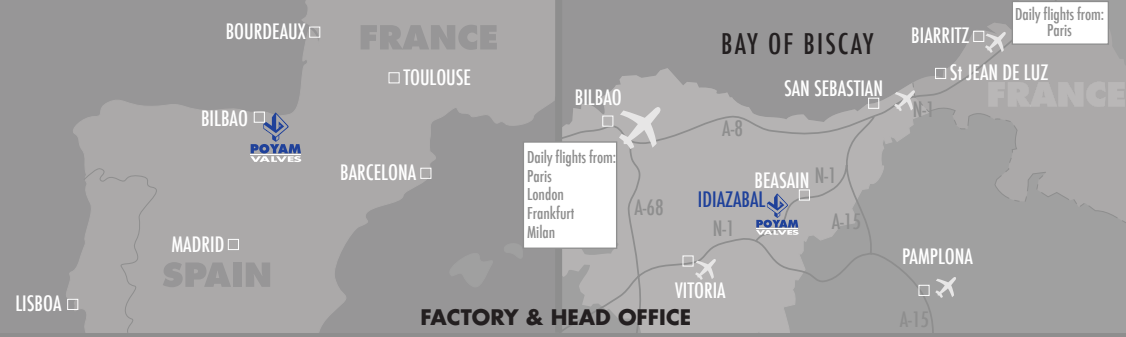 BOURDEAUX
FRANCE
TOULOUSE
BILBAO
POYAM
VALVES
BARCELONA
MADRID
SPAIN
LISBOA
Daily flights from:
Paris
BIARRITZ
BAY OF BISCAY
St JEAN DE LUZ
SAN SEBASTIAN
FRANCE
BILBAO
N-1
A-8
Daily flights from:
Paris
London
Frankfurt
Milan
BEASAIN
N-1
IDIAZABAL
A-68
POYAM
VALVES
N-1
A-15
PAMPLONA
VITORIA
A-15
FACTORY & HEAD OFFICE